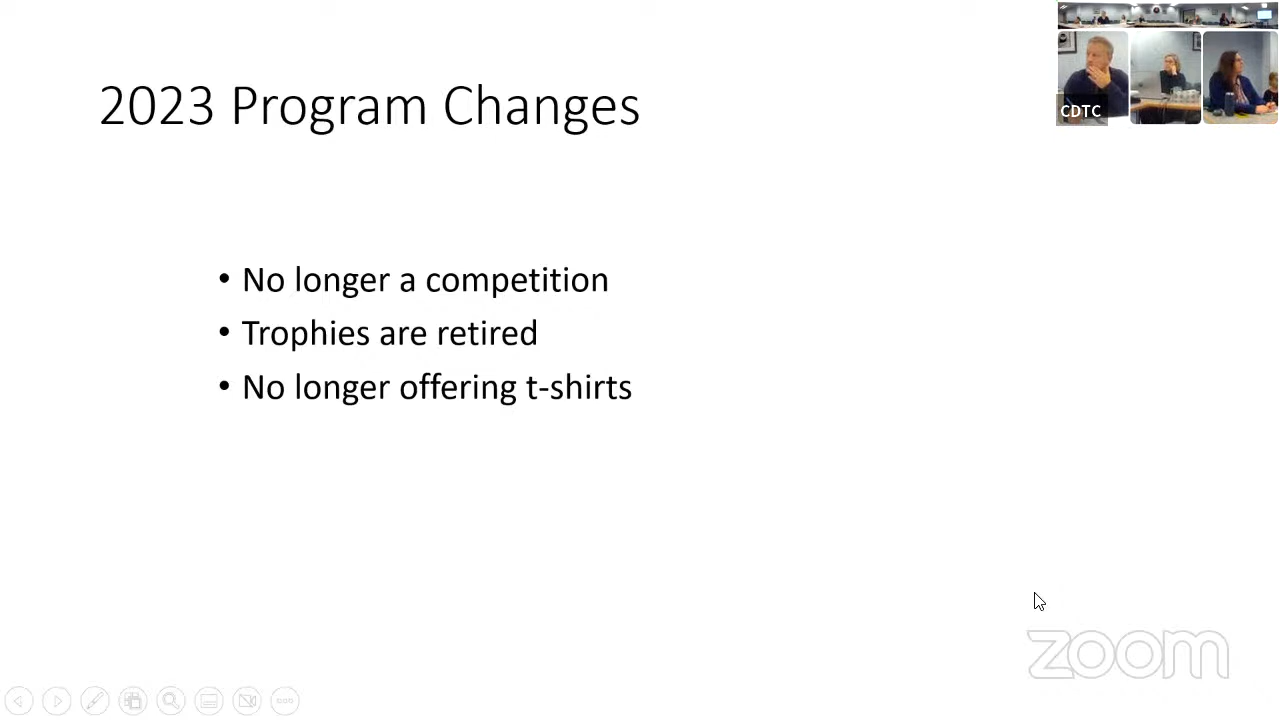 2023 Program Changes
• No longer a competition
• Trophies are retired
• No longer offering t-shirts
CDTC
zoom